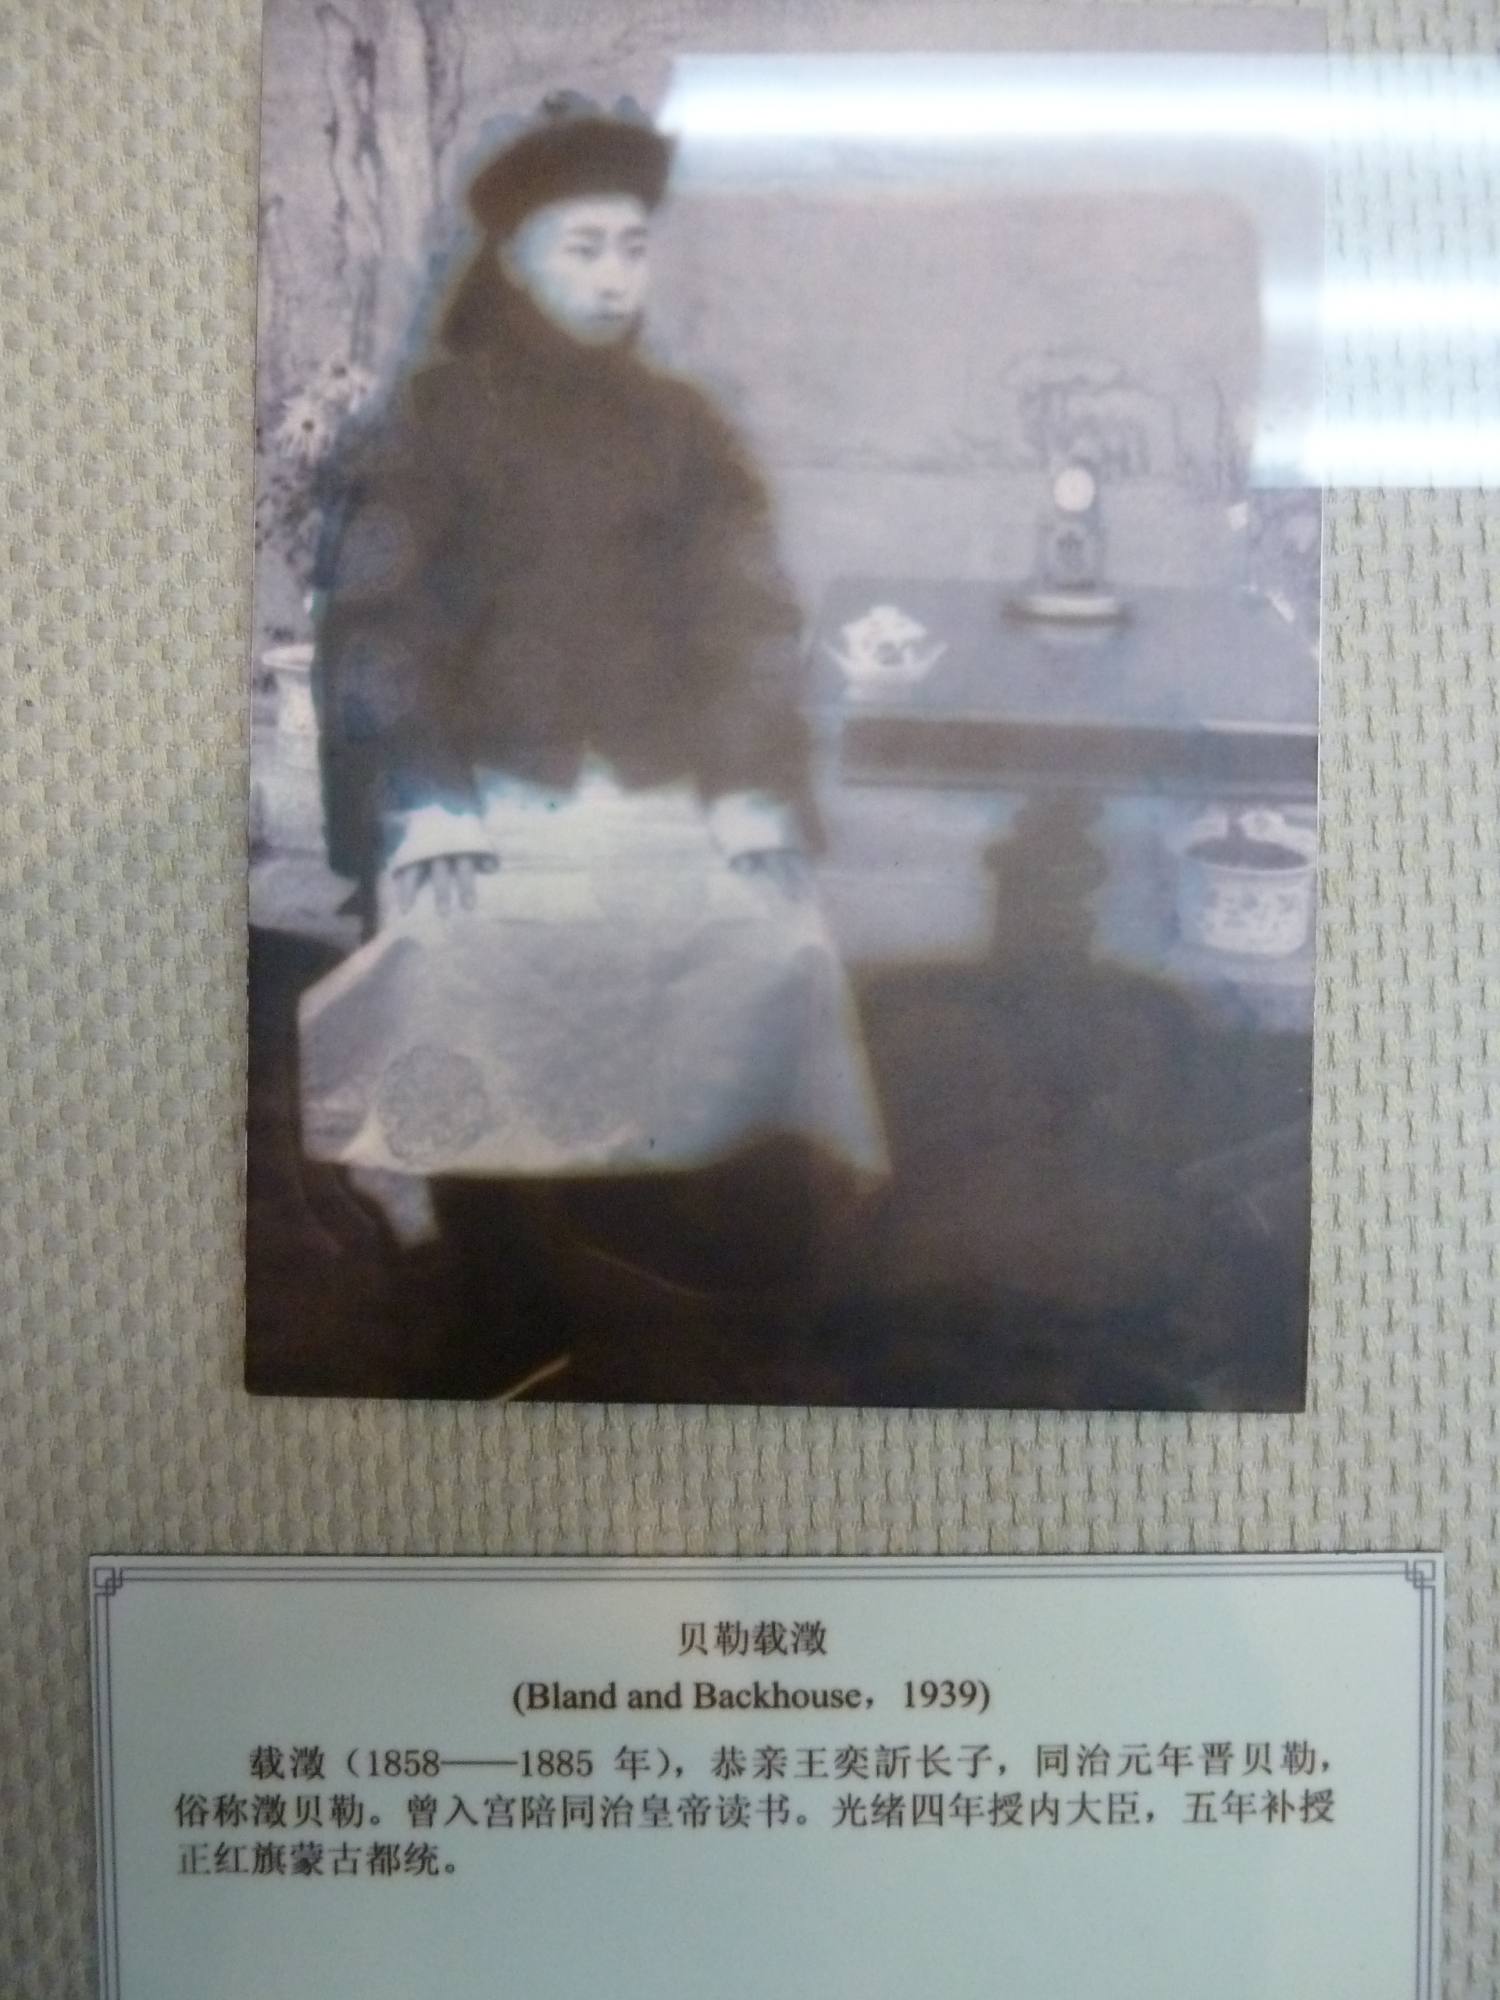 贝勒载澂
(Bland and Backhouse，1939)
载澂（1858——1885 年），恭亲王奕訢长子，同治元年晋贝勒，
俗称澂贝勒。曾入宫陪同治皇帝读书。光绪四年授内大臣，五年补授
正红旗蒙古都统。